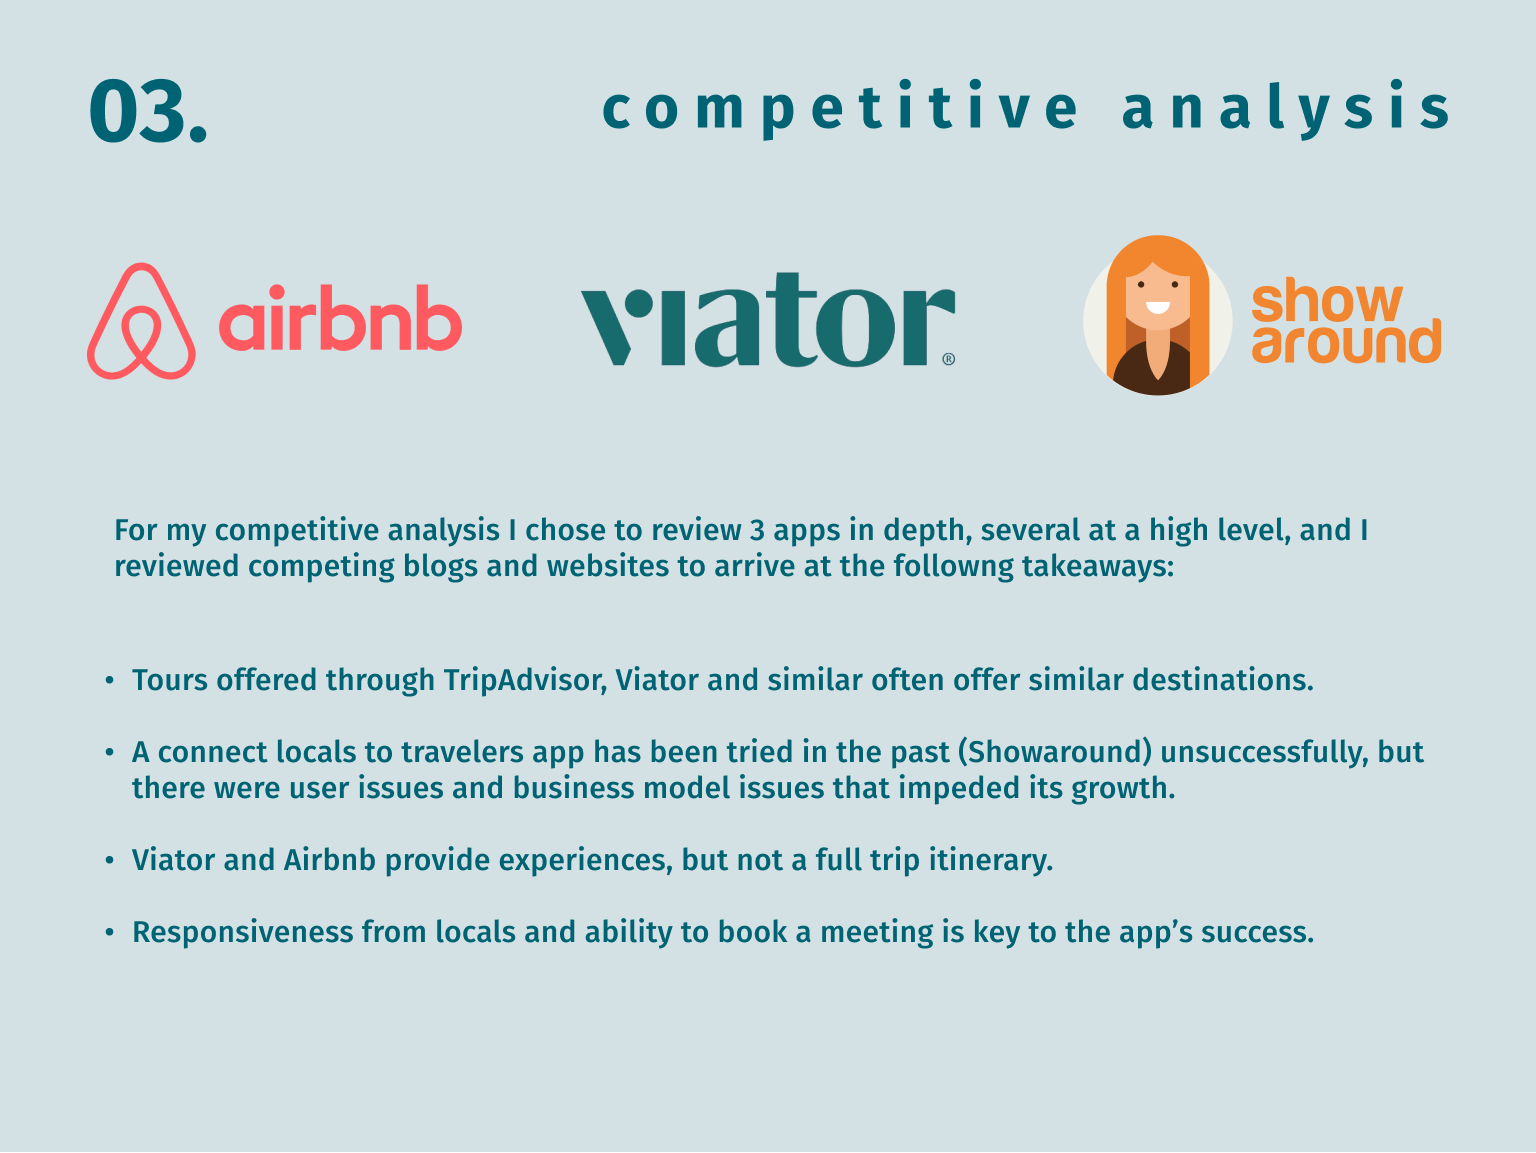 03.
competitive analysis
airbnb
viator®
show
around
For my competitive analysis I chose to review 3 apps in depth, several at a high level, and I
reviewed competing blogs and websites to arrive at the followng takeaways:
• Tours offered through TripAdvisor, Viator and similar often offer similar destinations.
• A connect locals to travelers app has been tried in the past (Showaround) unsuccessfully, but
there were user issues and business model issues that impeded its growth.
• Viator and Airbnb provide experiences, but not a full trip itinerary.
• Responsiveness from locals and ability to book a meeting is key to the app’s success.